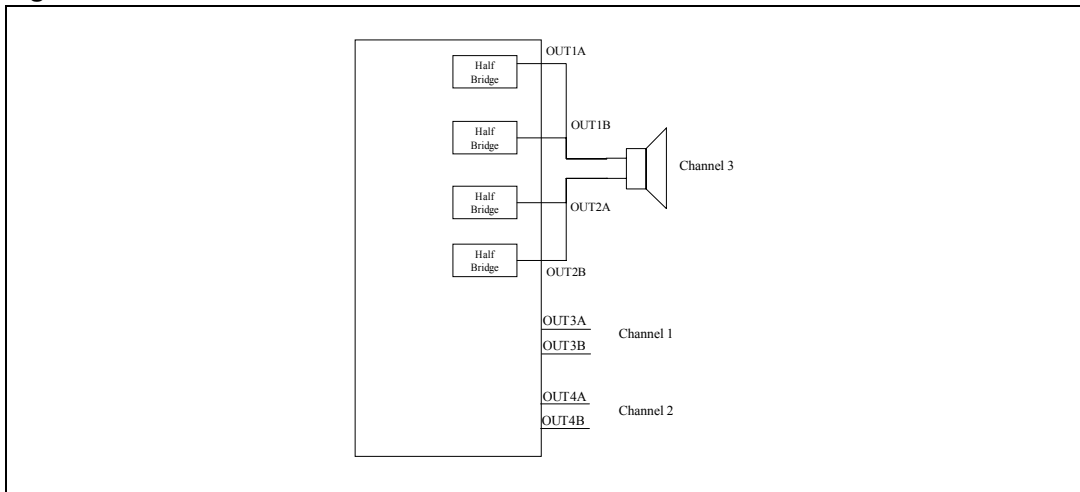 OUT1A
Half
Bridge
OUT1B
Half
Bridge
Channel 3
Half
Bridge
OUT2A
Half
Bridge
OUT2B
OUT3A
Channel 1
OUT3B
OUT4A
Channel 2
OUT4B